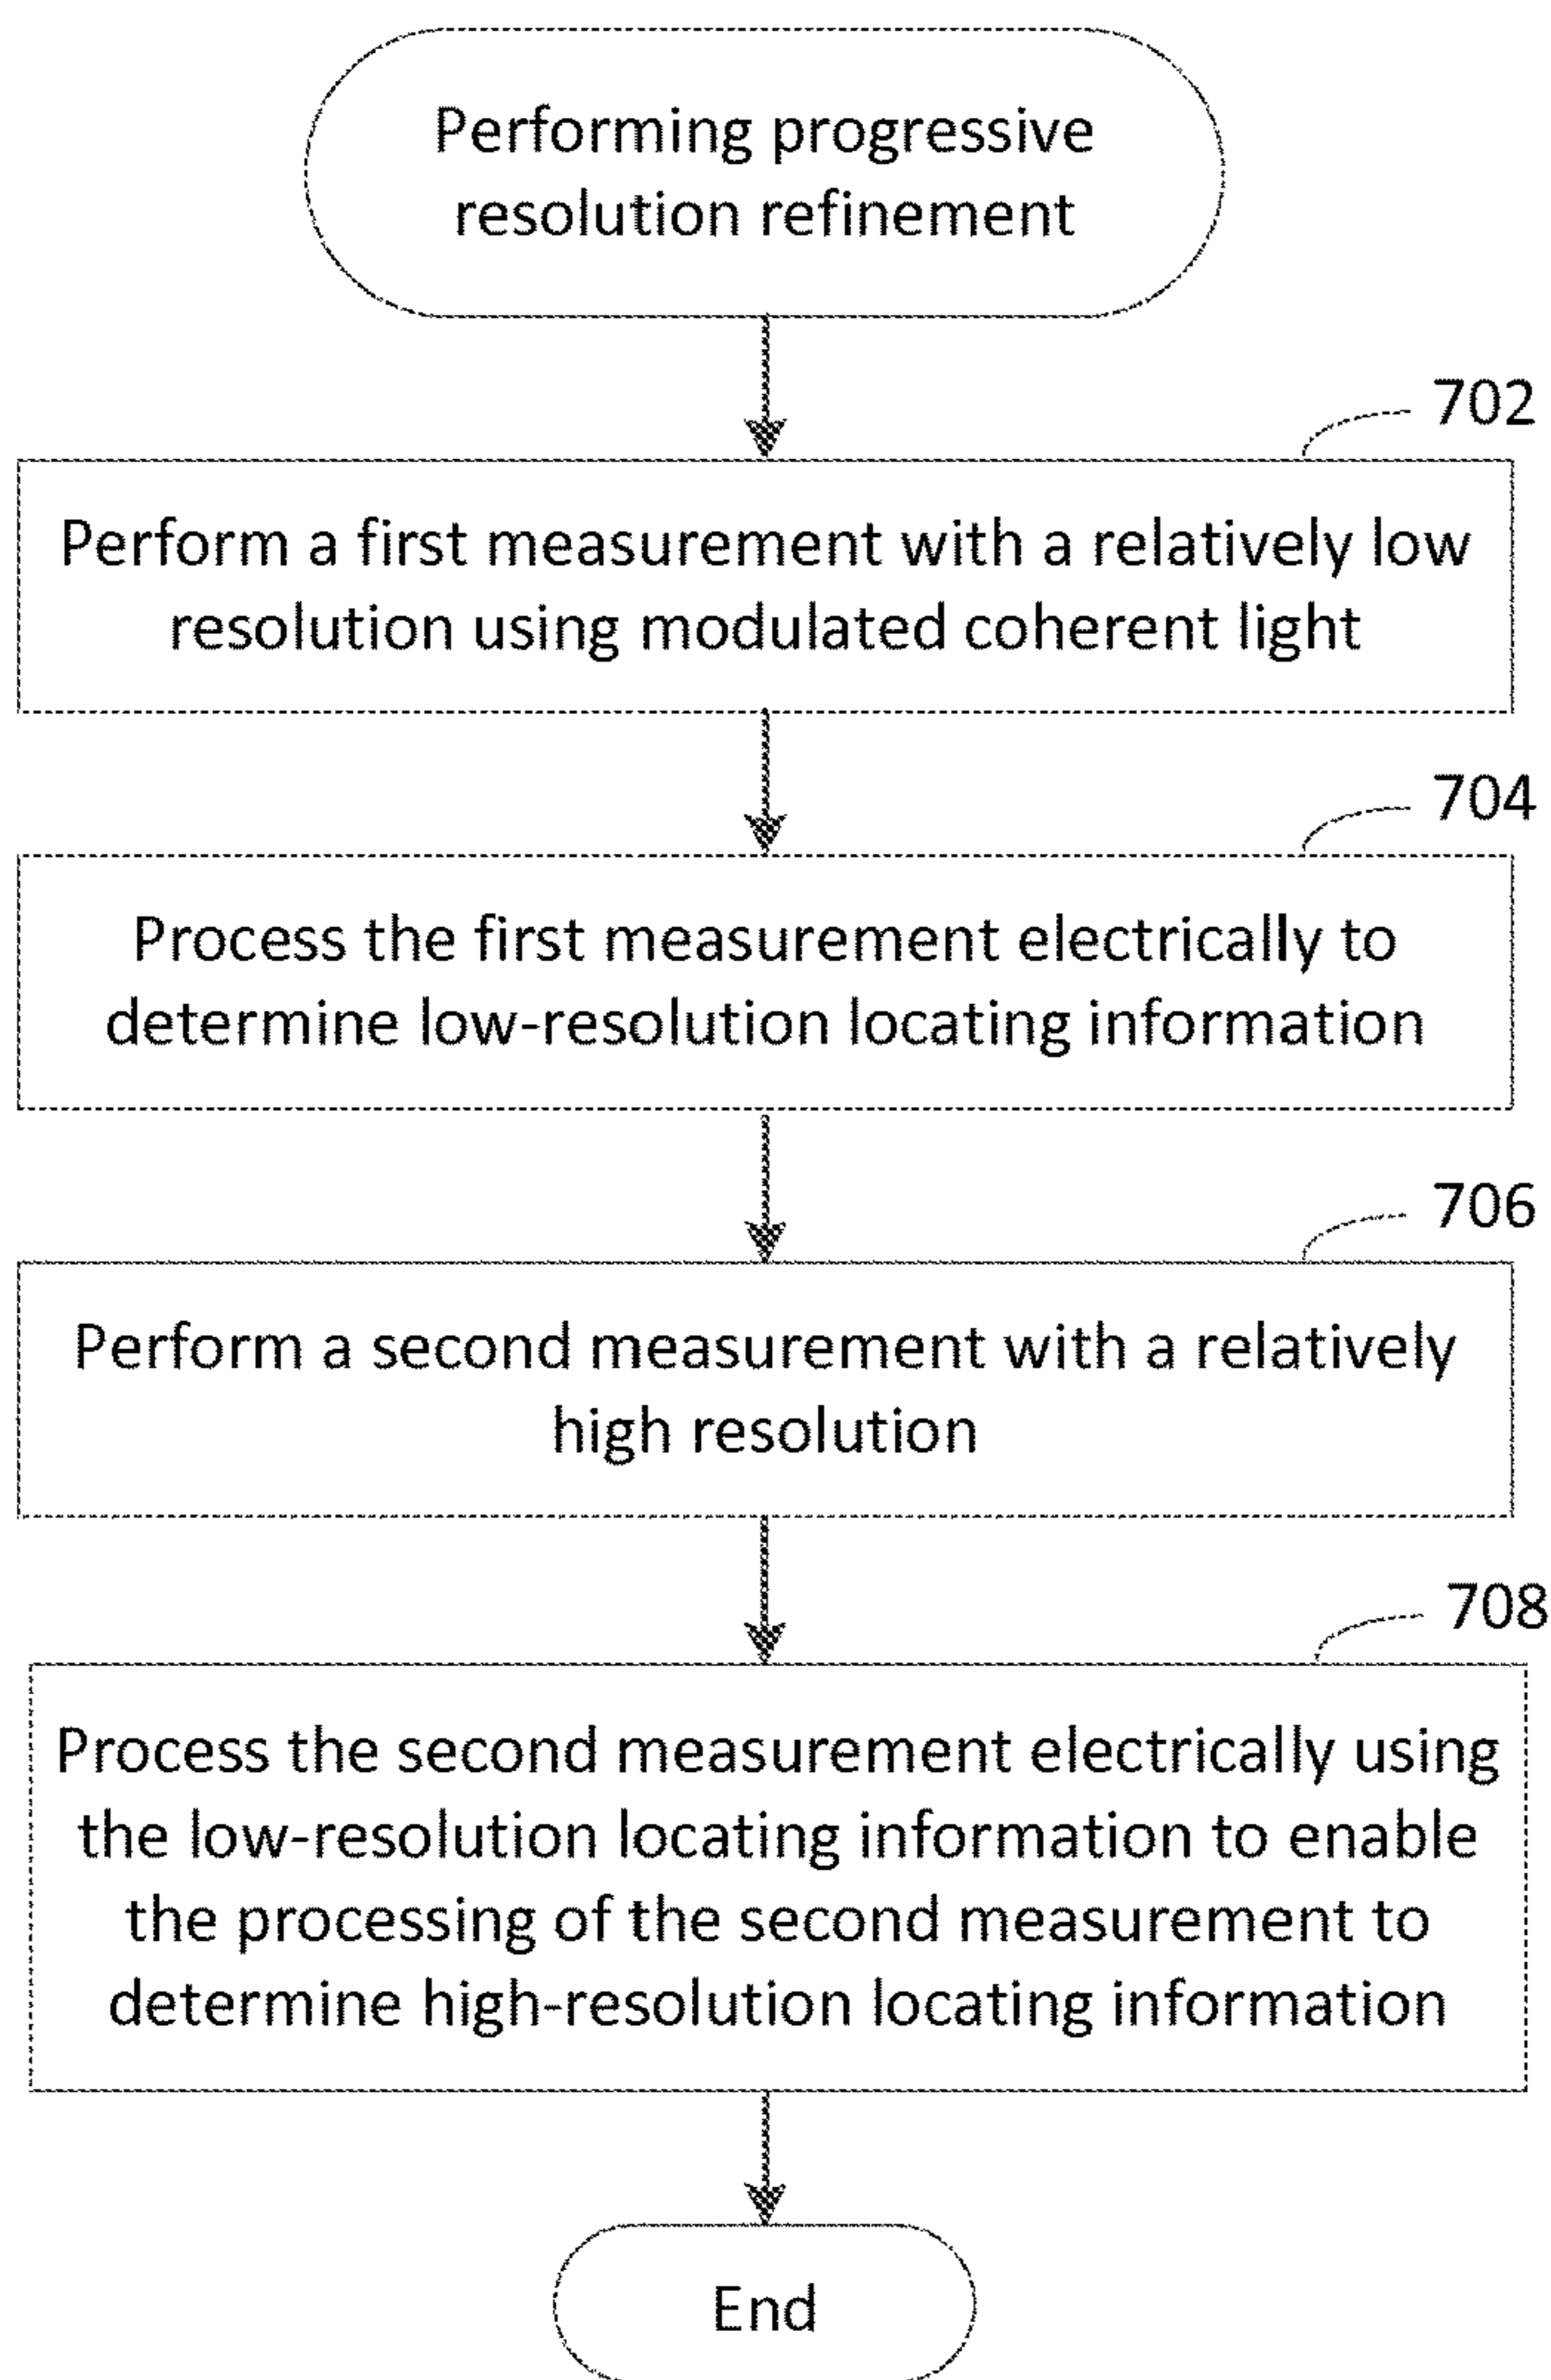 Performing progressive
resolution refinement
702
Perform a first measurement with a relatively low
resolution using modulated coherent light
704
Process the first measurement electrically to
determine low-resolution locating information
706
Perform a second measurement with a relatively
high resolution
708
Process the second measurement electrically using
the low-resolution locating information to enable
the processing of the second measurement to
determine high-resolution locating information
End